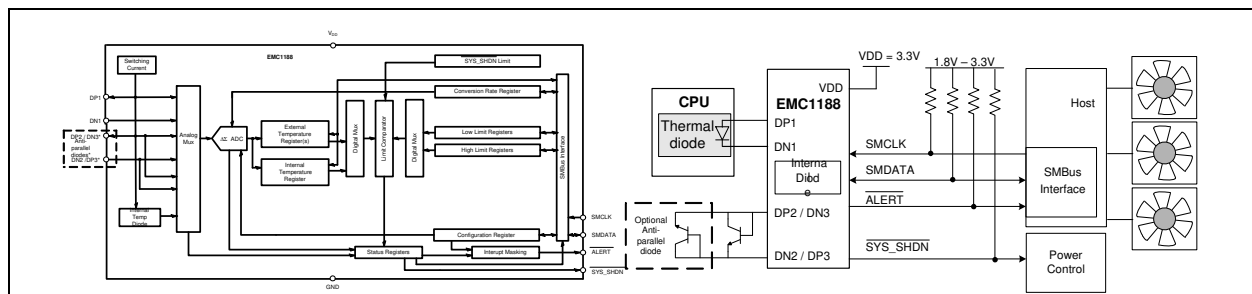 VDD
EMC1188
Switching
Current
SYS_SHDN Limit
Conversion Rate Register
DP1
DN1
DP2 / DN3*
Anti-
parallel
diodes*
DN2 /DP3*
Analog
Mux
ΔΣ ADC
External
Temperature
Register(s)
Internal
Temperature
Register
Digital Mux
Limit Comparator
Digital Mux
Low Limit Registers
High Limit Registers
SMBus Interface
Internal
Temp
Diode
Configuration Register
Status Registers
Interupt Masking
SMCLK
SMDATA
ALERT
SYS_SHDN
GND
CPU
Thermal
diode
VDD = 3.3V
VDD
EMC1188
DP1
DN1
Interna
l
Diod
e
DP2 / DN3
DN2 / DP3
Optional
Anti-
parallel
diode
1.8V – 3.3V
SMCLK
SMDATA
ALERT
SYS_SHDN
Host
SMBus
Interface
Power
Control